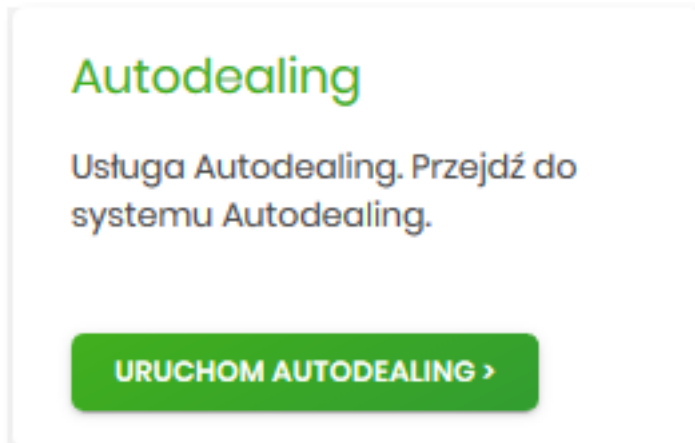 Autodealing
Usługa Autodealing. Przejdź do
systemu Autodealing.
URUCHOM AUTODEALING >